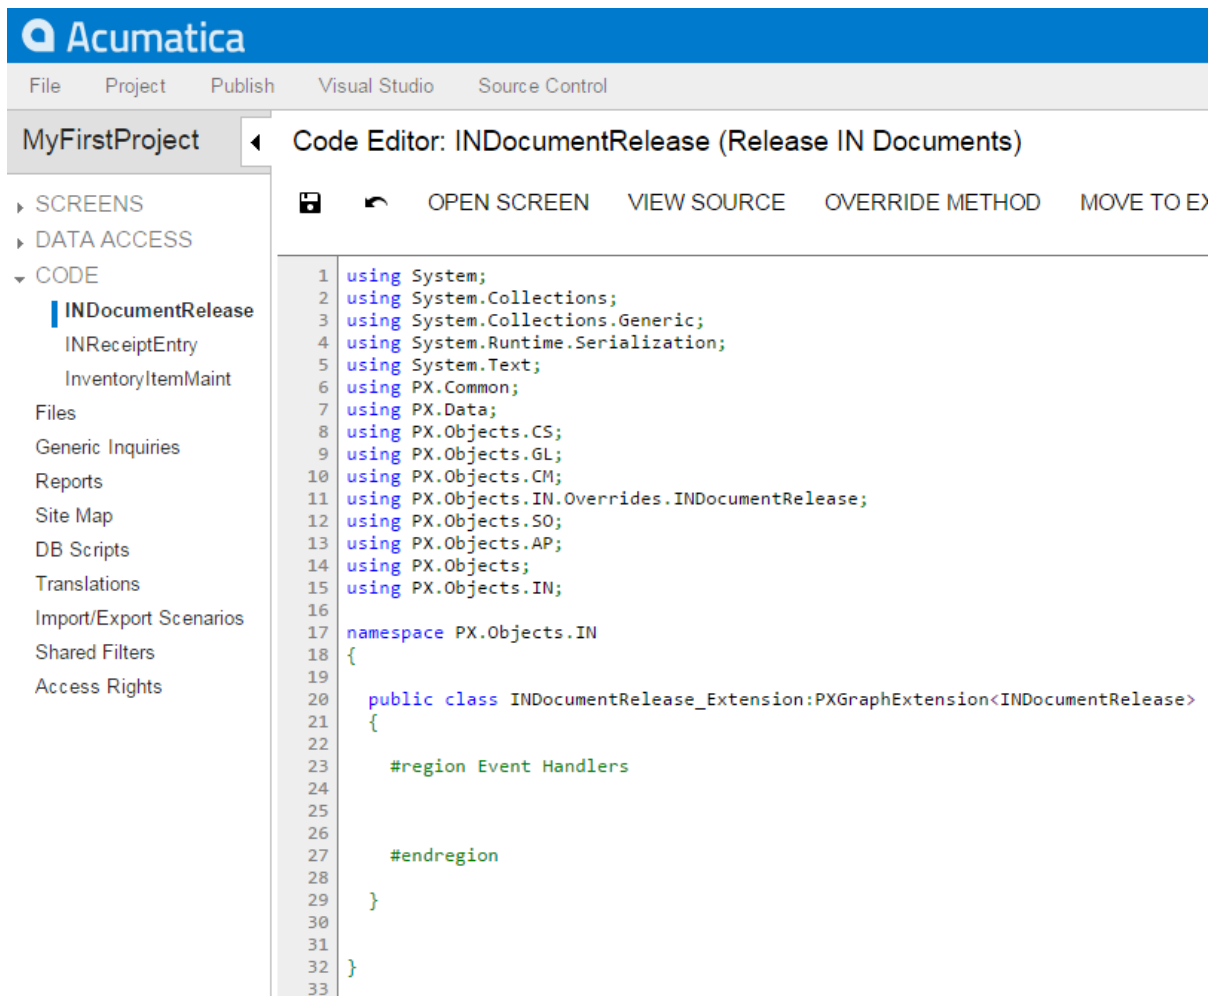 Acumatica
File Project Publish Visual Studio Source Control
MyFirstProject
Code Editor: INDocumentRelease (Release IN Documents)
OPEN SCREEN VIEW SOURCE OVERRIDE METHOD MOVE TO EX
SCREENS
DATA ACCESS
CODE
INDocumentRelease
INReceiptEntry
InventoryItemMaint
Files
Generic Inquiries
Reports
Site Map
DB Scripts
Translations
Import/Export Scenarios
Shared Filters
Access Rights
1 using System;
2 using System.Collections;
3 using System.Collections.Generic;
4 using System.Runtime.Serialization;
5 using System.Text;
6 using PX.Common;
7 using PX.Data;
8 using PX.Objects.CS;
9 using PX.Objects.GL;
10 using PX.Objects.CM;
11 using PX.Objects.IN.Overrides.INDocumentRelease;
12 using PX.Objects.SO;
13 using PX.Objects.AP;
14 using PX.Objects;
15 using PX.Objects.IN;
16
17 namespace PX.Objects.IN
18 {
19
20 public class INDocumentRelease_Extension:PXGraphExtension<INDocumentRelease>
21 {
22
23 #region Event Handlers
24
25
26
27 #endregion
28
29 }
30
31
32 }
33